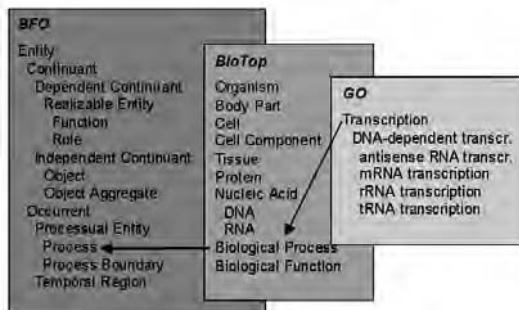 BFO
Entity
Continuant
Dependent Continuant
Realizable Entity
Function
Role
Independent Continuant
Object
Object Aggregate
Occurrent
Processual Entity
Process
Process Boundary
Temporal Region
BioTop
Organism
Body Part
Cell
Cell Component
Tissue
Protein
Nucleic Acid
DNA
RNA
Biological Process
Biological Function
GO
Transcription
DNA-dependent transcr.
antisense RNA transcr.
mRNA transcription
rRNA transcription
tRNA transcription